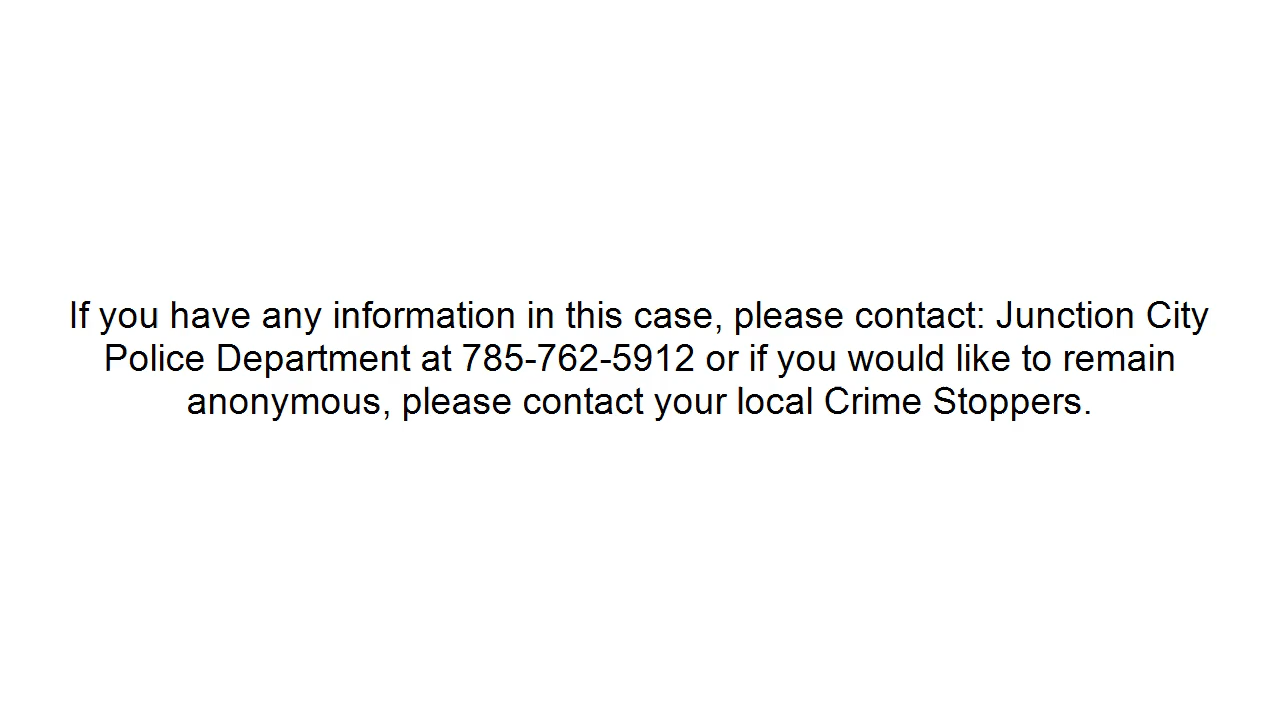 If you have any information in this case, please contact: Junction City
Police Department at 785-762-5912 or if you would like to remain
anonymous, please contact your local Crime Stoppers.